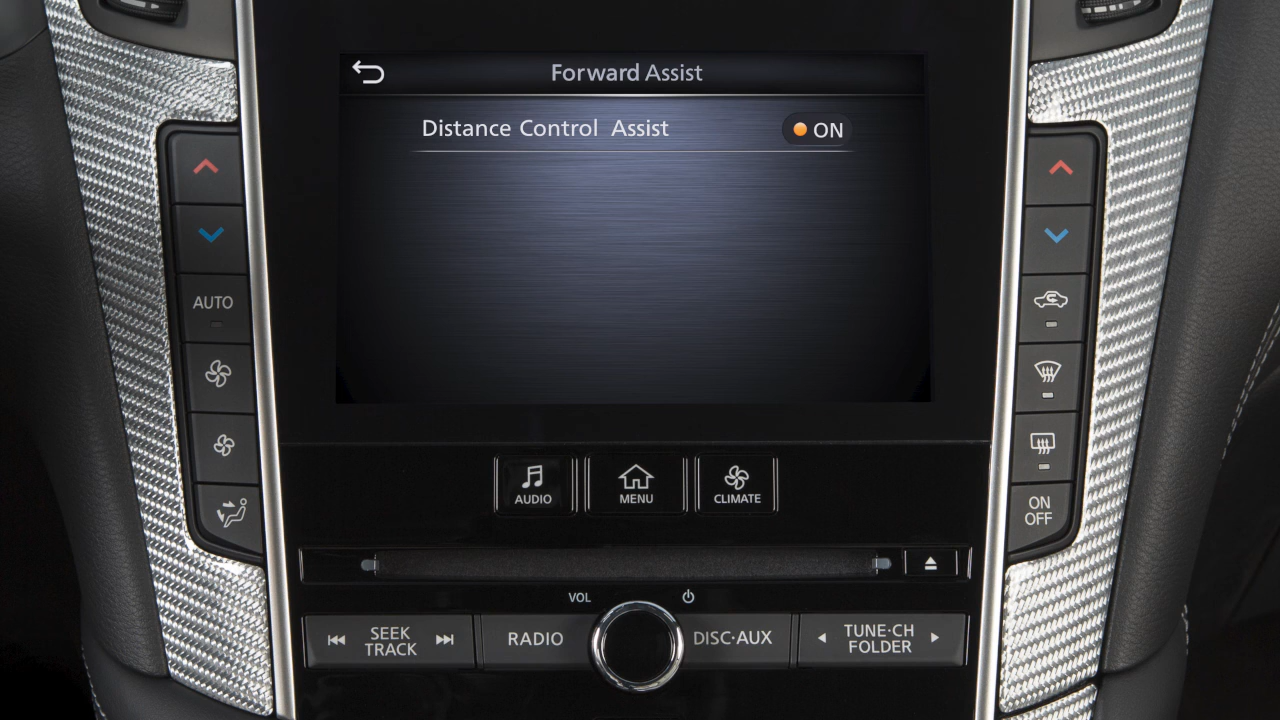 Forward Assist
Distance Control Assist
ON
AUTO
ON
OFF
AUDIO
MENU
CLIMATE
VOL
SEEK
TRACK
RADIO
DISC·AUX
TUNE·CH
FOLDER